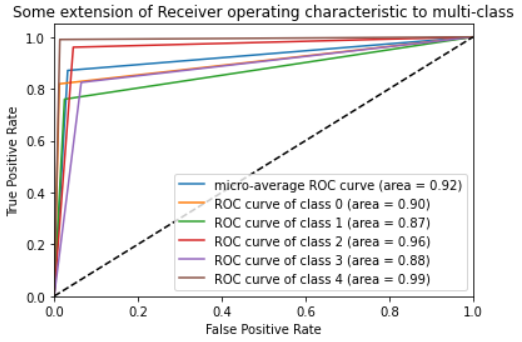 Some extension of Receiver operating characteristic to multi-class
1.0
0.8
0.6
0.4
0.2
0.0
True Positive Rate
micro-average ROC curve (area = 0.92)
ROC curve of class 0 (area = 0.90)
ROC curve of class 1 (area = 0.87)
ROC curve of class 2 (area = 0.96)
ROC curve of class 3 (area = 0.88)
ROC curve of class 4 (area = 0.99)
0.0 0.2 0.4 0.6 0.8 1.0
False Positive Rate